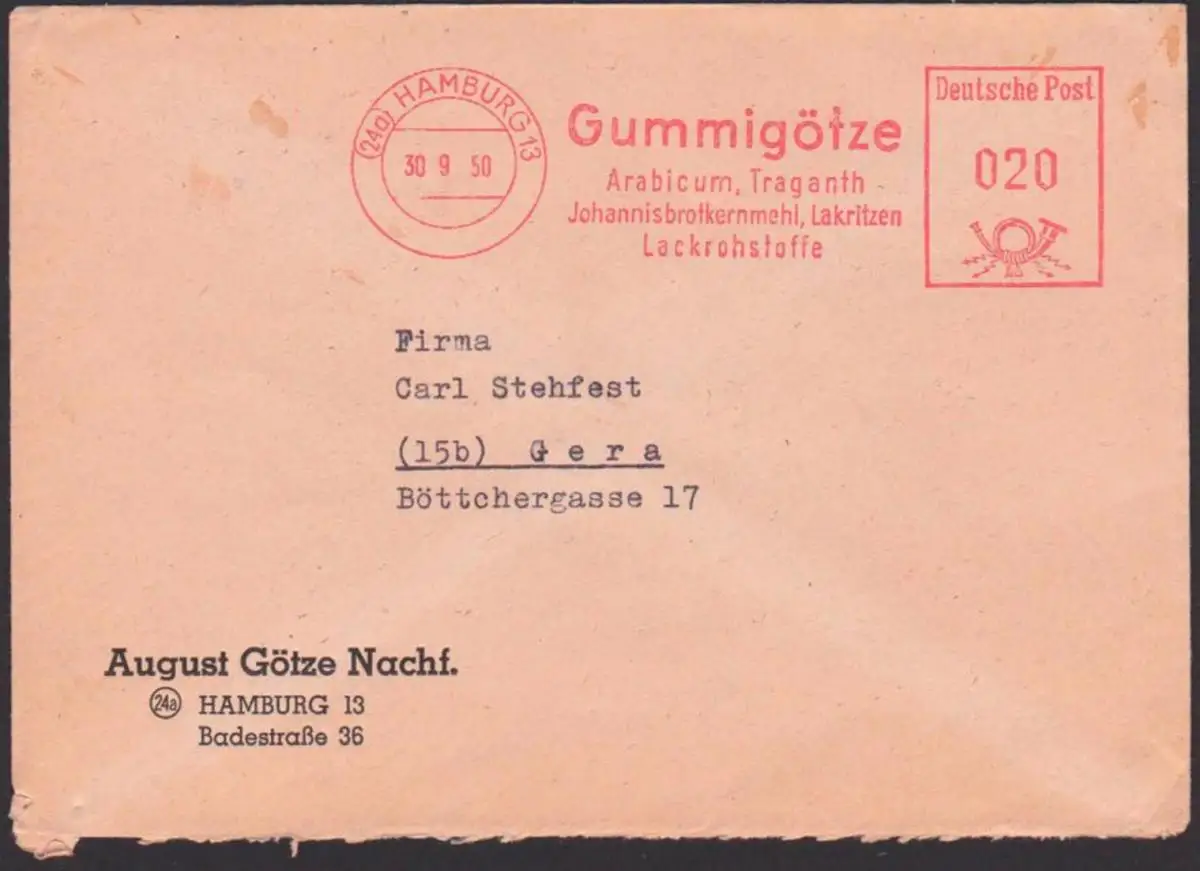 (24a) HAMBURG 13
30 9 50
Gummigötze
Arabicum, Traganth
Johannisbrotkernmehl, Lakritzen
Lackrohstoffe
Deutsche Post
020
Firma
Carl Stehfest
(15b) Gera
Böttchergasse 17
August Götze Nachf.
24a HAMBURG 13
Badestraße 36